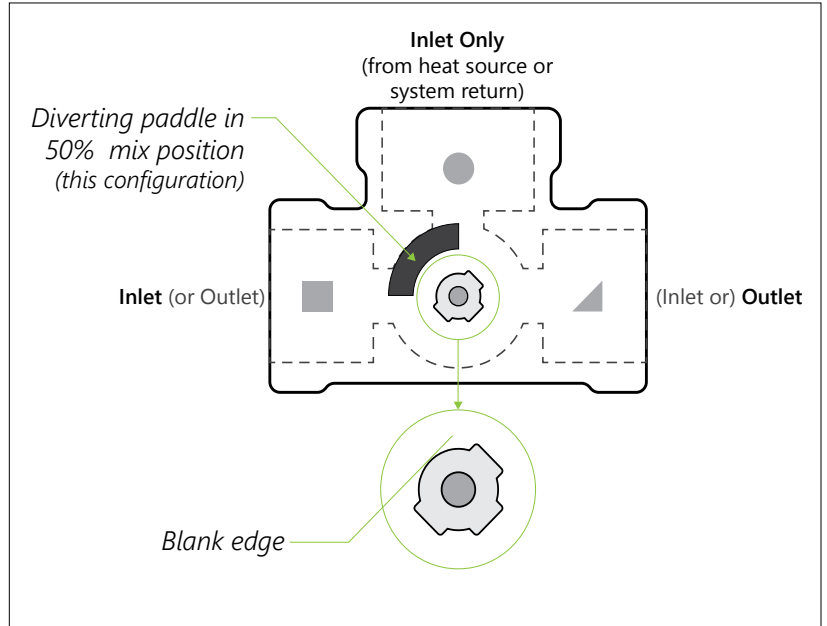 Inlet Only
(from heat source or
system return)
Diverting paddle in
50% mix position
(this configuration)
Inlet (or Outlet)
(Inlet or) Outlet
Blank edge